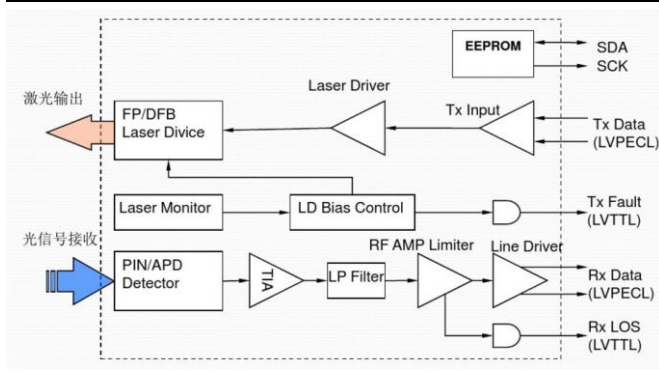 EEPROM
SDA
SCK
激光输出
FP/DFB
Laser Divice
Laser Driver
Tx Input
Tx Data
(LVPECL)
Laser Monitor
LD Bias Control
Tx Fault
(LVTTL)
光信号接收
PIN/APD
Detector
TIA
LP Filter
RF AMP Limiter
Line Driver
Rx Data
(LVPECL)
Rx LOS
(LVTTL)